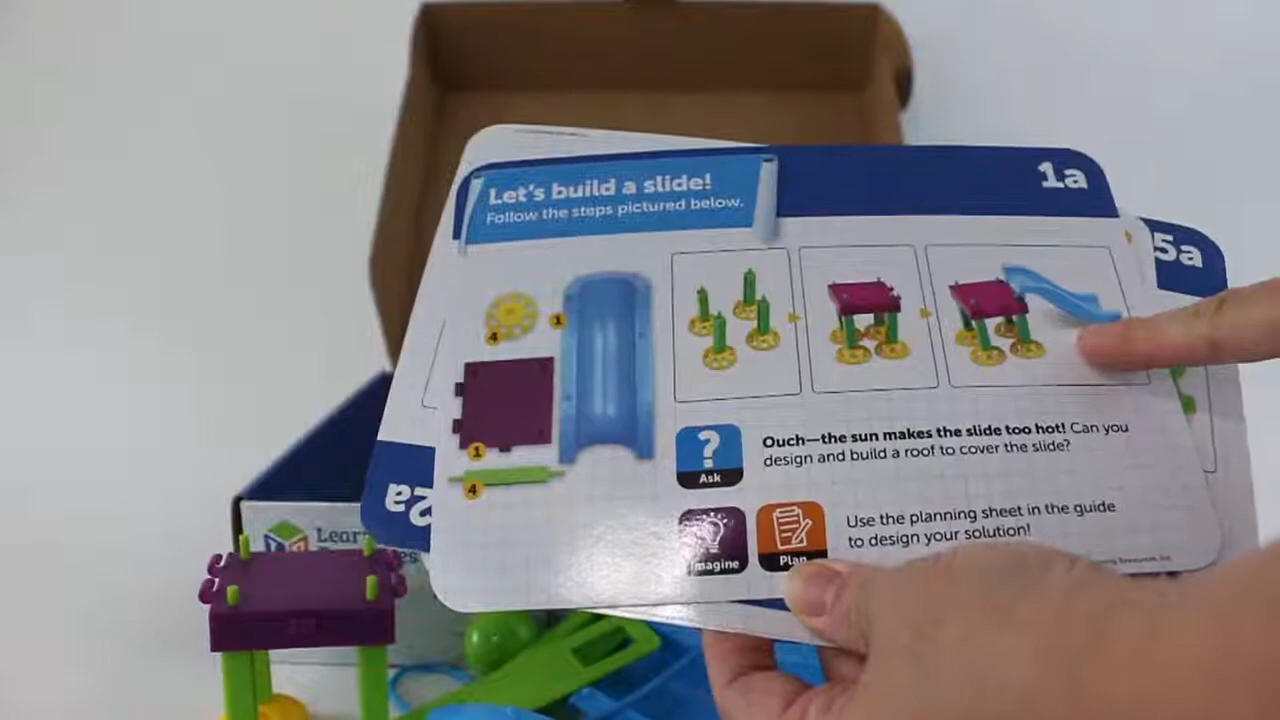 Let's build a slide!
Follow the steps pictured below.
1a
5a
4
1
1
4
2a
Ouch—the sun makes the slide too hot! Can you
design and build a roof to cover the slide?
Ask
Imagine
Plan
Use the planning sheet in the guide
to design your solution!